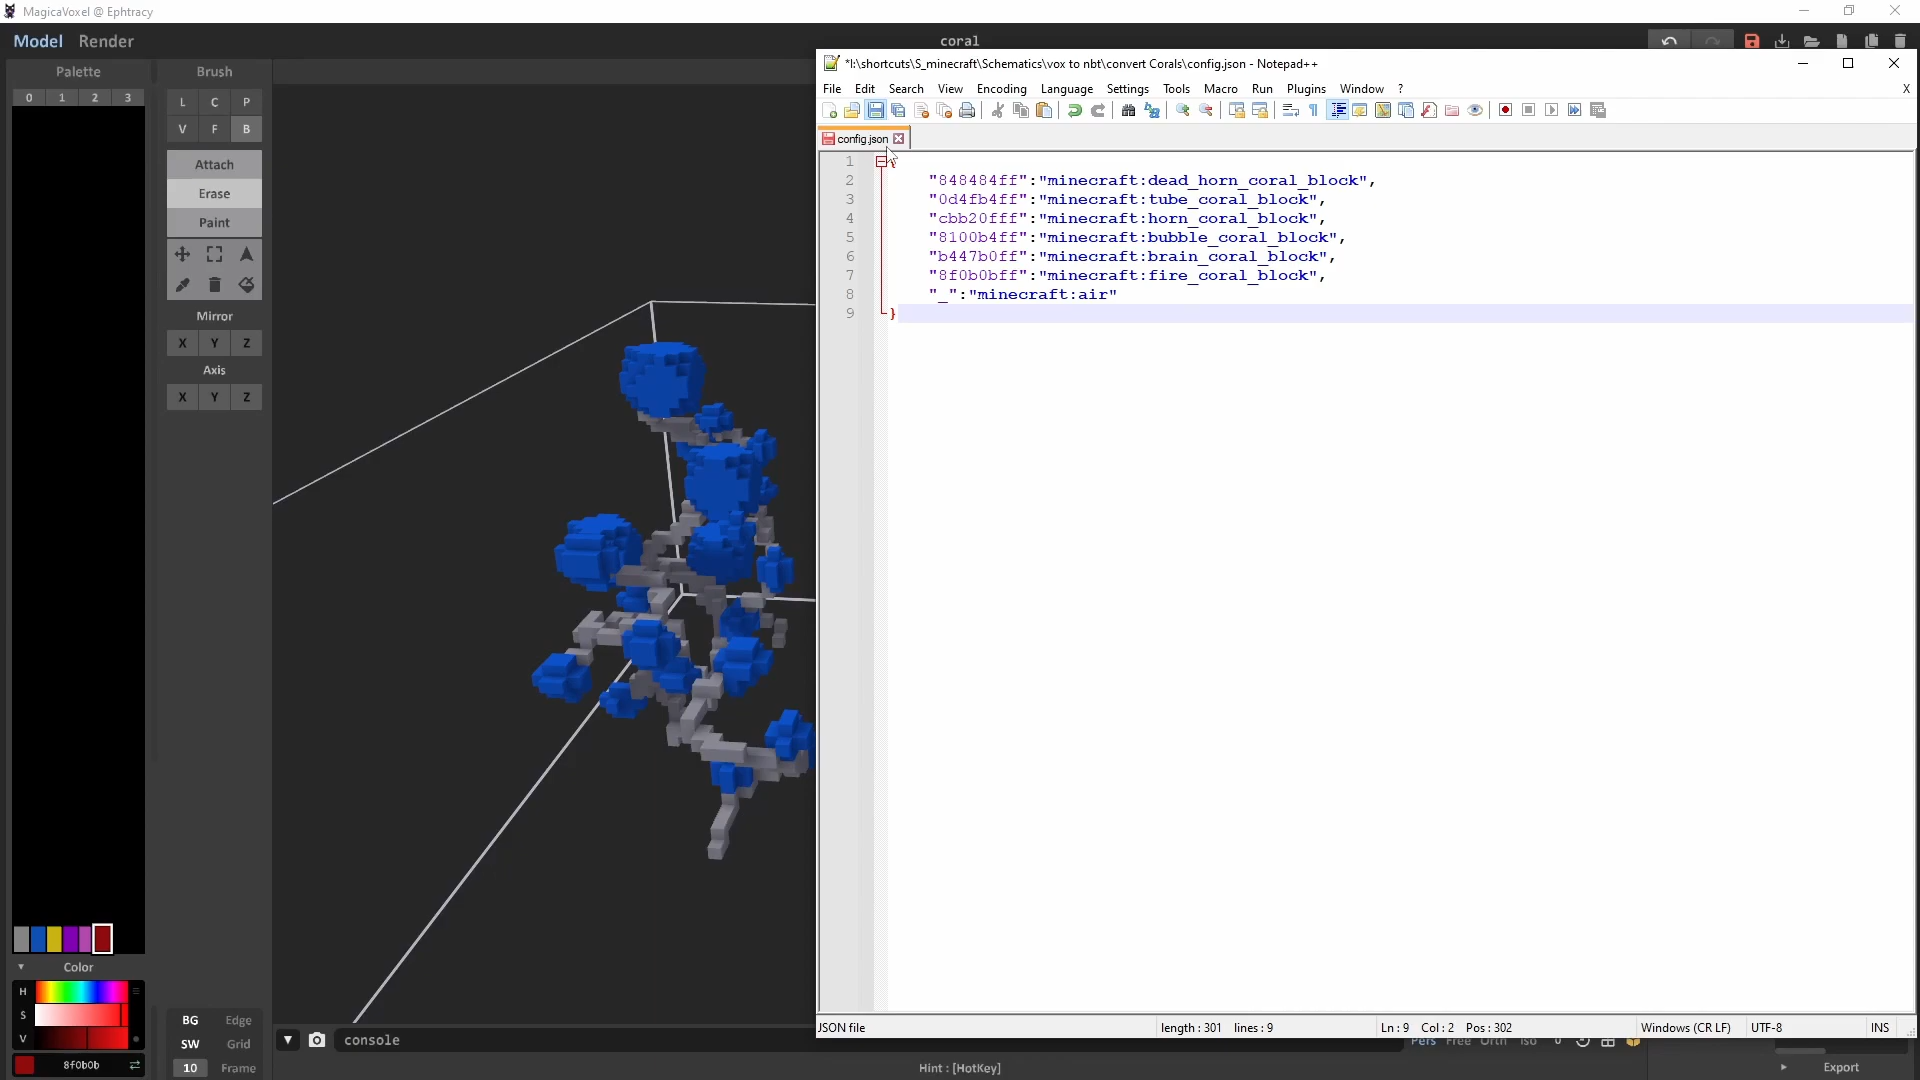 MagicaVoxel @ Ephtracy
Model Render
coral
Palette
0 1 2 3
Brush
L C P
V F B
Attach
Erase
Paint
Mirror
X Y Z
Axis
X Y Z
*I:\shortcuts\S_minecraft\Schematics\vox to nbt\convert Corals\config.json - Notepad++
File Edit Search View Encoding Language Settings Tools Macro Run Plugins Window ? X
config.json
1 {
2 "848484ff":"minecraft:dead_horn_coral_block",
3 "0d4fb4ff":"minecraft:tube_coral_block",
4 "cbb20fff":"minecraft:horn_coral_block",
5 "8100b4ff":"minecraft:bubble_coral_block",
6 "b447b0ff":"minecraft:brain_coral_block",
7 "8f0b0bff":"minecraft:fire_coral_block",
8 "_":"minecraft:air"
9 }
JSON file length : 301 lines : 9 Ln : 9 Col : 2 Pos : 302 Windows (CR LF) UTF-8 INS
Color
H
S
V
8f0b0b
BG Edge
SW Grid
10 Frame
console
Pers Free Orth Iso 0
Hint : [HotKey]
Export